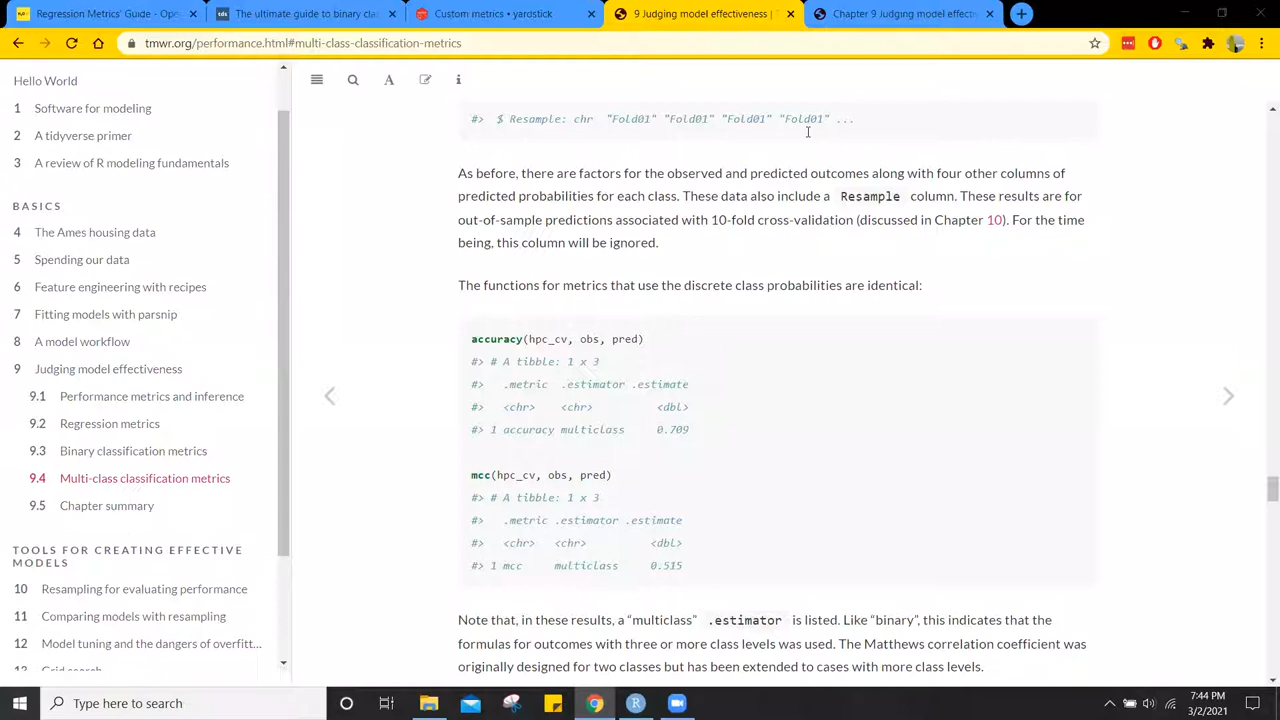 Regression Metrics' Guide - Ope
The ultimate guide to binary clas
Custom metrics • yardstick
9 Judging model effectiveness |
Chapter 9 Judging model effecti
tmwr.org/performance.html#multi-class-classification-metrics
Hello World
1 Software for modeling
2 A tidyverse primer
3 A review of R modeling fundamentals
BASICS
4 The Ames housing data
5 Spending our data
6 Feature engineering with recipes
7 Fitting models with parsnip
8 A model workflow
9 Judging model effectiveness
9.1 Performance metrics and inference
9.2 Regression metrics
9.3 Binary classification metrics
9.4 Multi-class classification metrics
9.5 Chapter summary
TOOLS FOR CREATING EFFECTIVE
MODELS
10 Resampling for evaluating performance
11 Comparing models with resampling
12 Model tuning and the dangers of overfitt...
13 Grid search
#> $ Resample: chr "Fold01" "Fold01" "Fold01" "Fold01" ...
As before, there are factors for the observed and predicted outcomes along with four other columns of
predicted probabilities for each class. These data also include a Resample column. These results are for
out-of-sample predictions associated with 10-fold cross-validation (discussed in Chapter 10). For the time
being, this column will be ignored.
The functions for metrics that use the discrete class probabilities are identical:
accuracy(hpc_cv, obs, pred)
#> # A tibble: 1 x 3
#> .metric .estimator .estimate
#> <chr> <chr> <dbl>
#> 1 accuracy multiclass 0.709
mcc(hpc_cv, obs, pred)
#> # A tibble: 1 x 3
#> .metric .estimator .estimate
#> <chr> <chr> <dbl>
#> 1 mcc multiclass 0.515
Note that, in these results, a “multiclass” .estimator is listed. Like “binary”, this indicates that the
formulas for outcomes with three or more class levels was used. The Matthews correlation coefficient was
originally designed for two classes but has been extended to cases with more class levels.
Type here to search
7:44 PM
3/2/2021